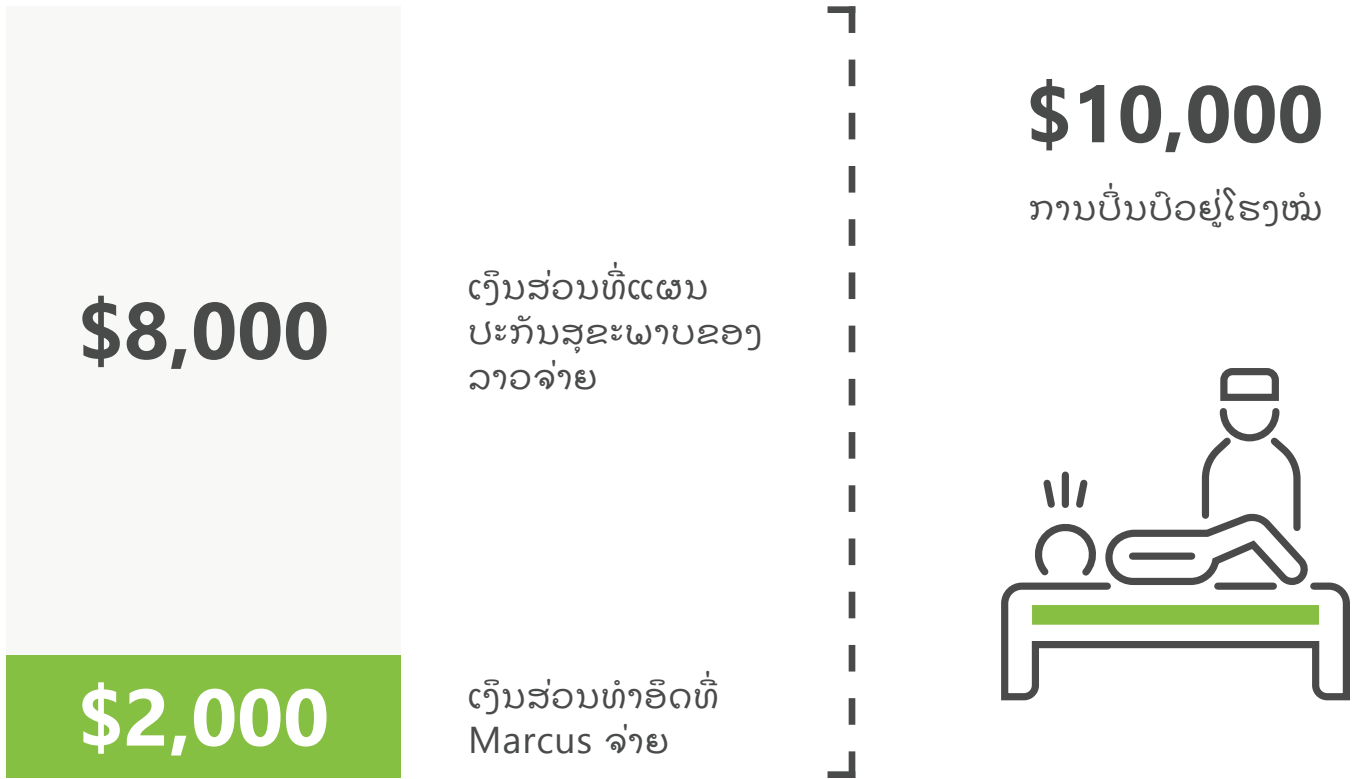 $8,000
ເງິນສ່ວນທີ່ແຜນ
ປະກັນສຸຂະພາບຂອງ
ລາວຈ່າຍ
$2,000
ເງິນສ່ວນທຳອິດທີ່
Marcus ຈ່າຍ
$10,000
ການປິ່ນປົວຢູ່ໂຮງໝໍ